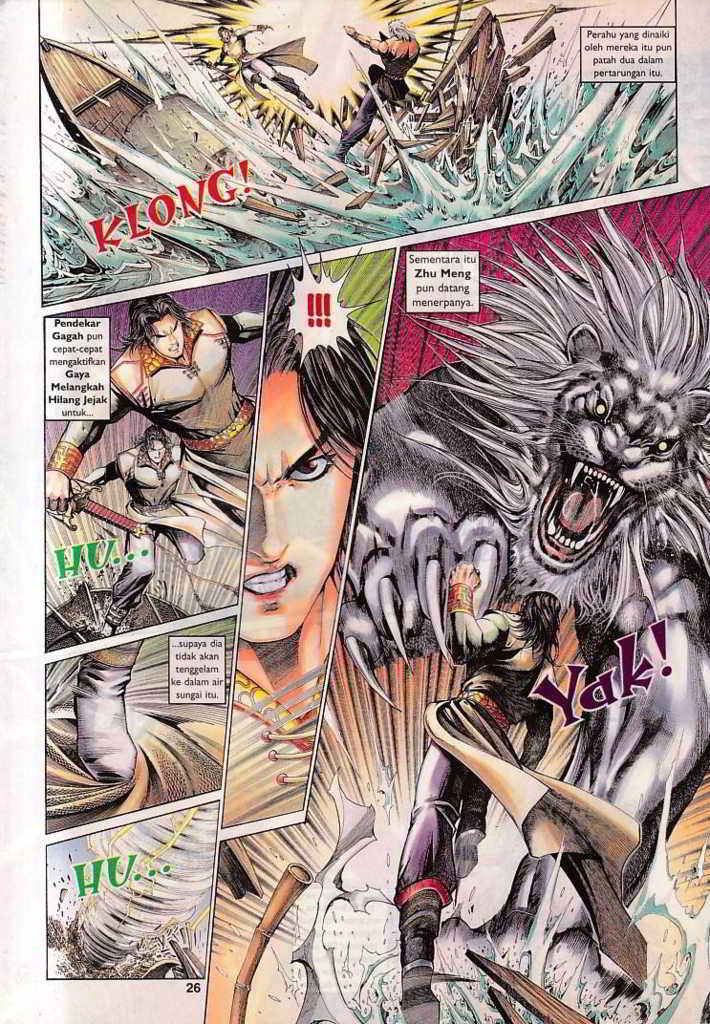 Perahu yang dinaiki
oleh mereka itu pun
patah dua dalam
pertarungan itu.
KLONG!
Pendekar
Gagah pun
cepat-cepat
mengaktifkan
Gaya
Melangkah
Hilang Jejak
untuk...
HU...
!!!
Sementara itu
Zhu Meng
pun datang
menerpanya.
...supaya dia
tidak akan
tenggelam
ke dalam air
sungai itu.
HU...
Yak!
26